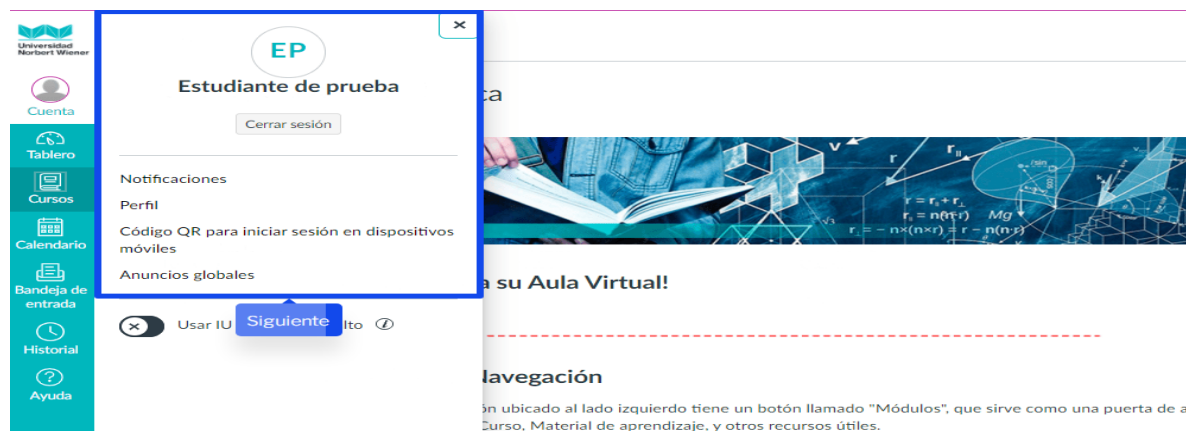 Universidad
Norbert Wiener
Cuenta
Tablero
Cursos
Calendario
Bandeja de
entrada
Historial
Ayuda
×
EP
Estudiante de prueba
Cerrar sesión
Notificaciones
Perfil
Código QR para iniciar sesión en dispositivos
móviles
Anuncios globales
Usar IU
Siguiente
lto
ca
v
r
r = r + r
Mg
a su Aula Virtual!
Navegación
ón ubicado al lado izquierdo tiene un botón llamado "Módulos", que sirve como una puerta de a
Curso, Material de aprendizaje, y otros recursos útiles.